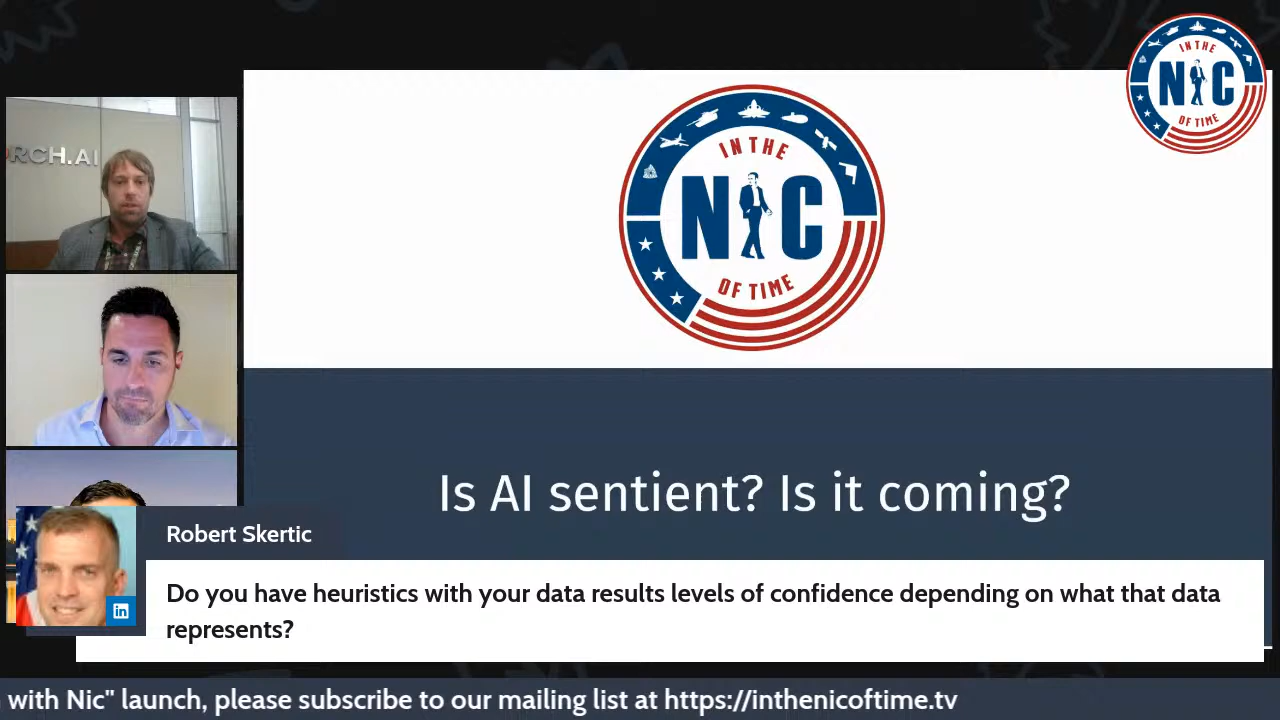 IN THE
NIC
OF TIME
RCH.AI
IN THE
NIC
OF TIME
Is AI sentient? Is it coming?
Robert Skertic
in
Do you have heuristics with your data results levels of confidence depending on what that data
represents?
with Nic" launch, please subscribe to our mailing list at https://inthenicoftime.tv